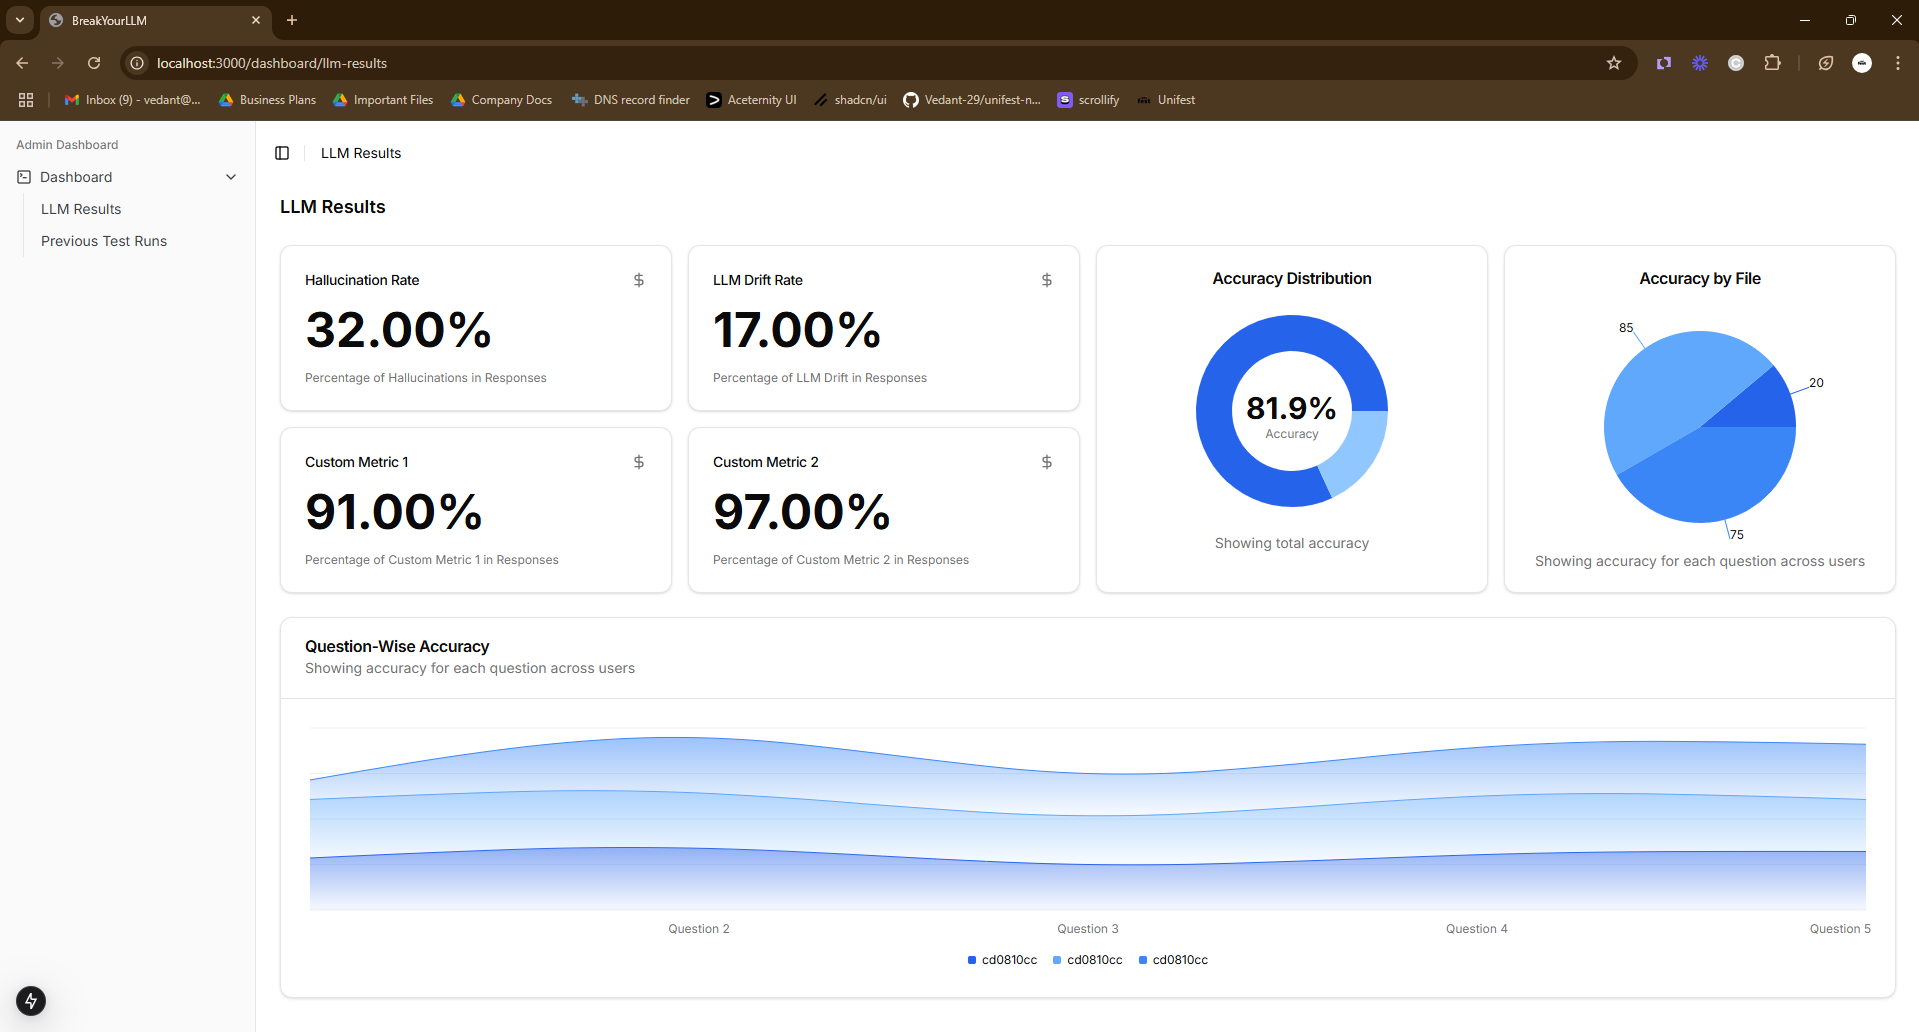 BreakYourLLM
localhost:3000/dashboard/llm-results
Inbox (9) - vedant@...
Business Plans
Important Files
Company Docs
DNS record finder
Aceternity UI
shadcn/ui
Vedant-29/unifest-n...
scrollify
Unifest
Admin Dashboard
Dashboard
LLM Results
Previous Test Runs
LLM Results
LLM Results
Hallucination Rate
$
32.00%
Percentage of Hallucinations in Responses
LLM Drift Rate
$
17.00%
Percentage of LLM Drift in Responses
Custom Metric 1
$
91.00%
Percentage of Custom Metric 1 in Responses
Custom Metric 2
$
97.00%
Percentage of Custom Metric 2 in Responses
Accuracy Distribution
81.9%
Accuracy
Showing total accuracy
Accuracy by File
85
20
75
Showing accuracy for each question across users
Question-Wise Accuracy
Showing accuracy for each question across users
Question 2
Question 3
Question 4
Question 5
cd0810cc
cd0810cc
cd0810cc